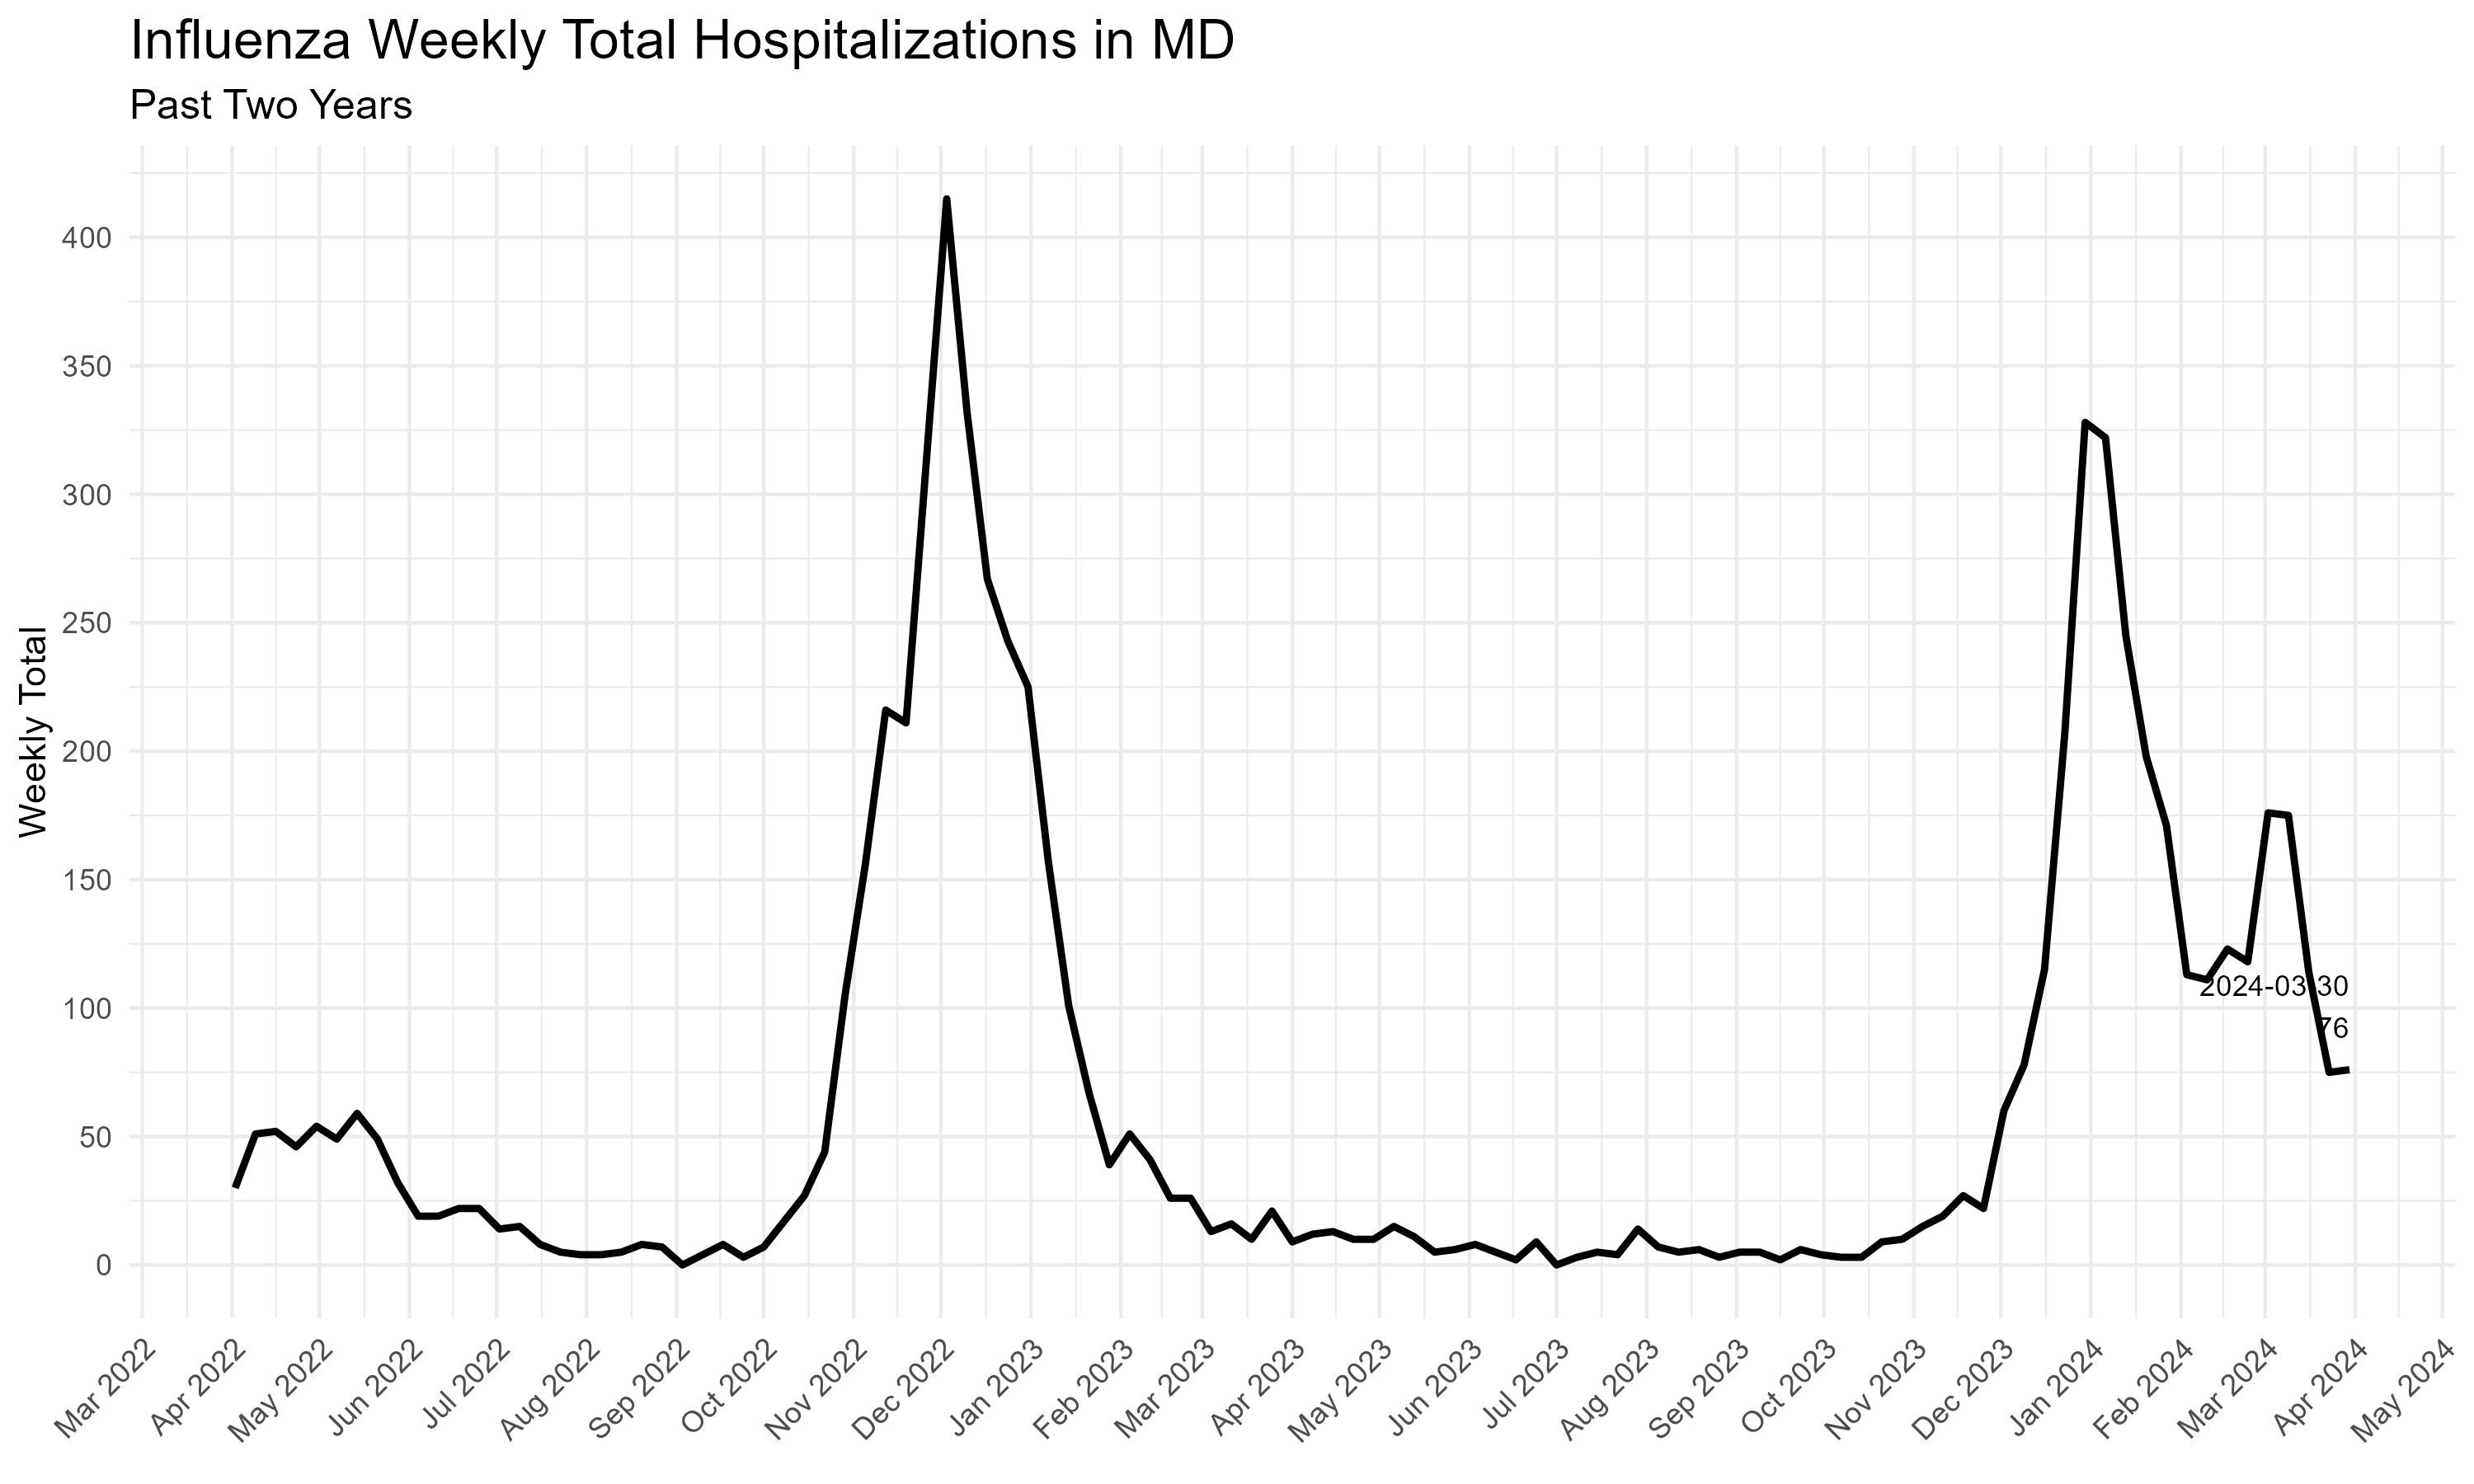 Influenza Weekly Total Hospitalizations in MD
Past Two Years
Weekly Total
400
350
300
250
200
150
100
50
0
2024-03-30
76
Mar 2022
Apr 2022
May 2022
Jun 2022
Jul 2022
Aug 2022
Sep 2022
Oct 2022
Nov 2022
Dec 2022
Jan 2023
Feb 2023
Mar 2023
Apr 2023
May 2023
Jun 2023
Jul 2023
Aug 2023
Sep 2023
Oct 2023
Nov 2023
Dec 2023
Jan 2024
Feb 2024
Mar 2024
Apr 2024
May 2024